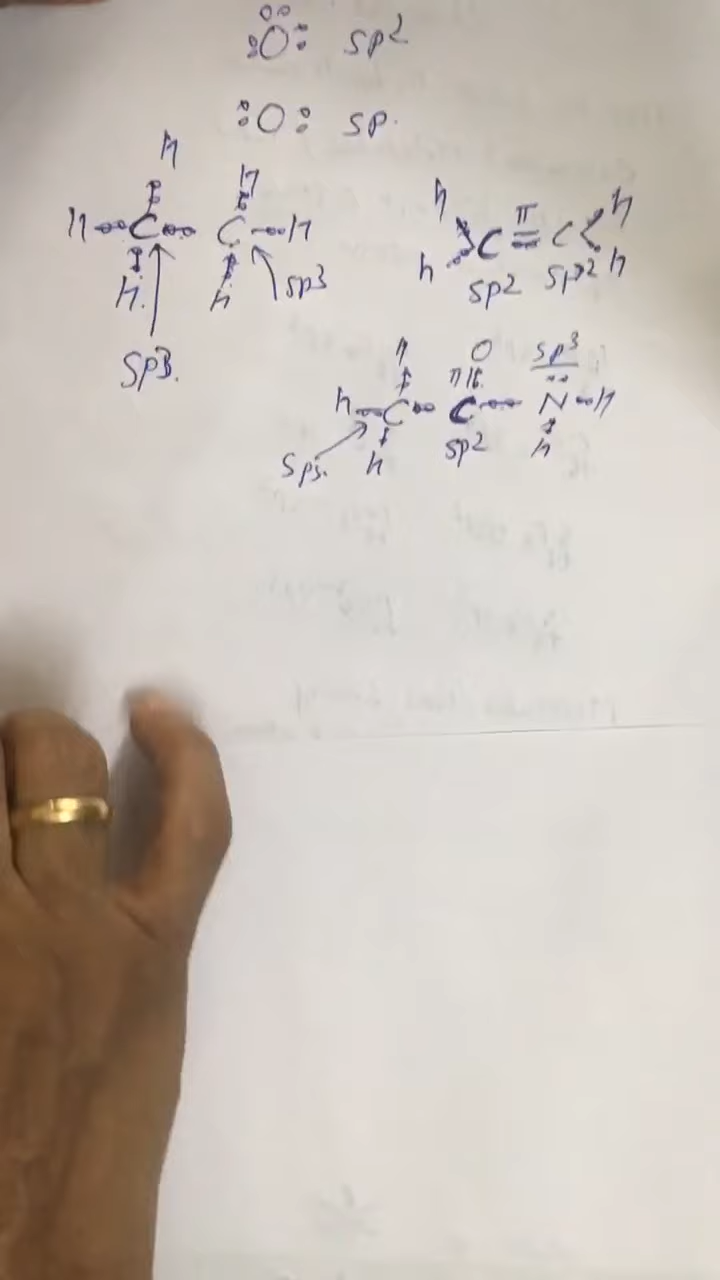 :Ö: sp2
:O: sp.
H H
H C C H
H. H sp3
sp3.
H H
C π= C
H sp2 sp2 H
H O sp3
π
H C C N̈ H
sp3. H sp2 H